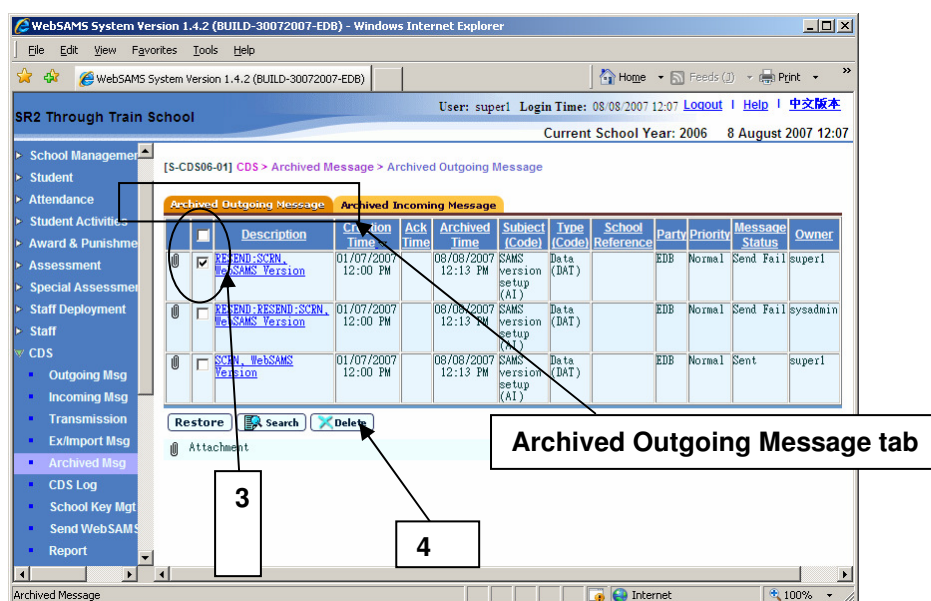 WebSAMS System Version 1.4.2 (BUILD-30072007-EDB) - Windows Internet Explorer
File Edit View Favorites Tools Help
WebSAMS System Version 1.4.2 (BUILD-30072007-EDB) Home Feeds (J) Print »
SR2 Through Train School
User: super1 Login Time: 08/08/2007 12:07 Logout | Help | 中文版本
Current School Year: 2006 8 August 2007 12:07
School Managemer
Student
Attendance
Student Activities
Award & Punishme
Assessment
Special Assessmer
Staff Deployment
Staff
CDS
Outgoing Msg
Incoming Msg
Transmission
Ex/Import Msg
Archived Msg
CDS Log
School Key Mgt
Send WebSAMS
Report
[S-CDS06-01] CDS > Archived Message > Archived Outgoing Message
Archived Outgoing Message Archived Incoming Message
Description Creation Time Ack Time Archived Time Subject (Code) Type (Code) School Reference Party Priority Message Status Owner
RESEND:SCRN, WebSAMS Version 01/07/2007 12:00 PM 08/08/2007 12:13 PM SAMS version setup (AI) Data (DAT) EDB Normal Send Fail super1
RESEND:RESEND:SCRN, WebSAMS Version 01/07/2007 12:00 PM 08/08/2007 12:13 PM SAMS version setup (AI) Data (DAT) EDB Normal Send Fail sysadmin
SCRN, WebSAMS Version 01/07/2007 12:00 PM 08/08/2007 12:13 PM SAMS version setup (AI) Data (DAT) EDB Normal Sent super1
Restore Search Delete
Attachment
Archived Outgoing Message tab
3
4
Archived Message Internet 100%